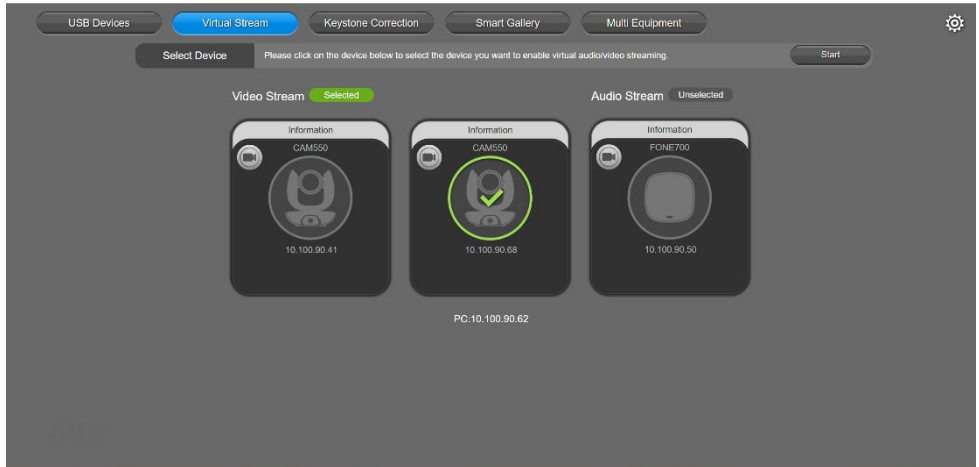 USB Devices Virtual Stream Keystone Correction Smart Gallery Multi Equipment
Select Device Please click on the device below to select the device you want to enable virtual audio/video streaming. Start
Video Stream Selected Audio Stream Unselected
Information Information Information
CAM550 CAM550 FONE700
10.100.90.41 10.100.90.68 10.100.90.50
PC:10.100.90.62